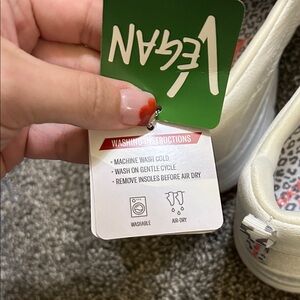 VEGAN
WASHING INSTRUCTIONS
• MACHINE WASH COLD
• WASH ON GENTLE CYCLE
• REMOVE INSOLES BEFORE AIR DRY
WASHABLE
AIR-DRY